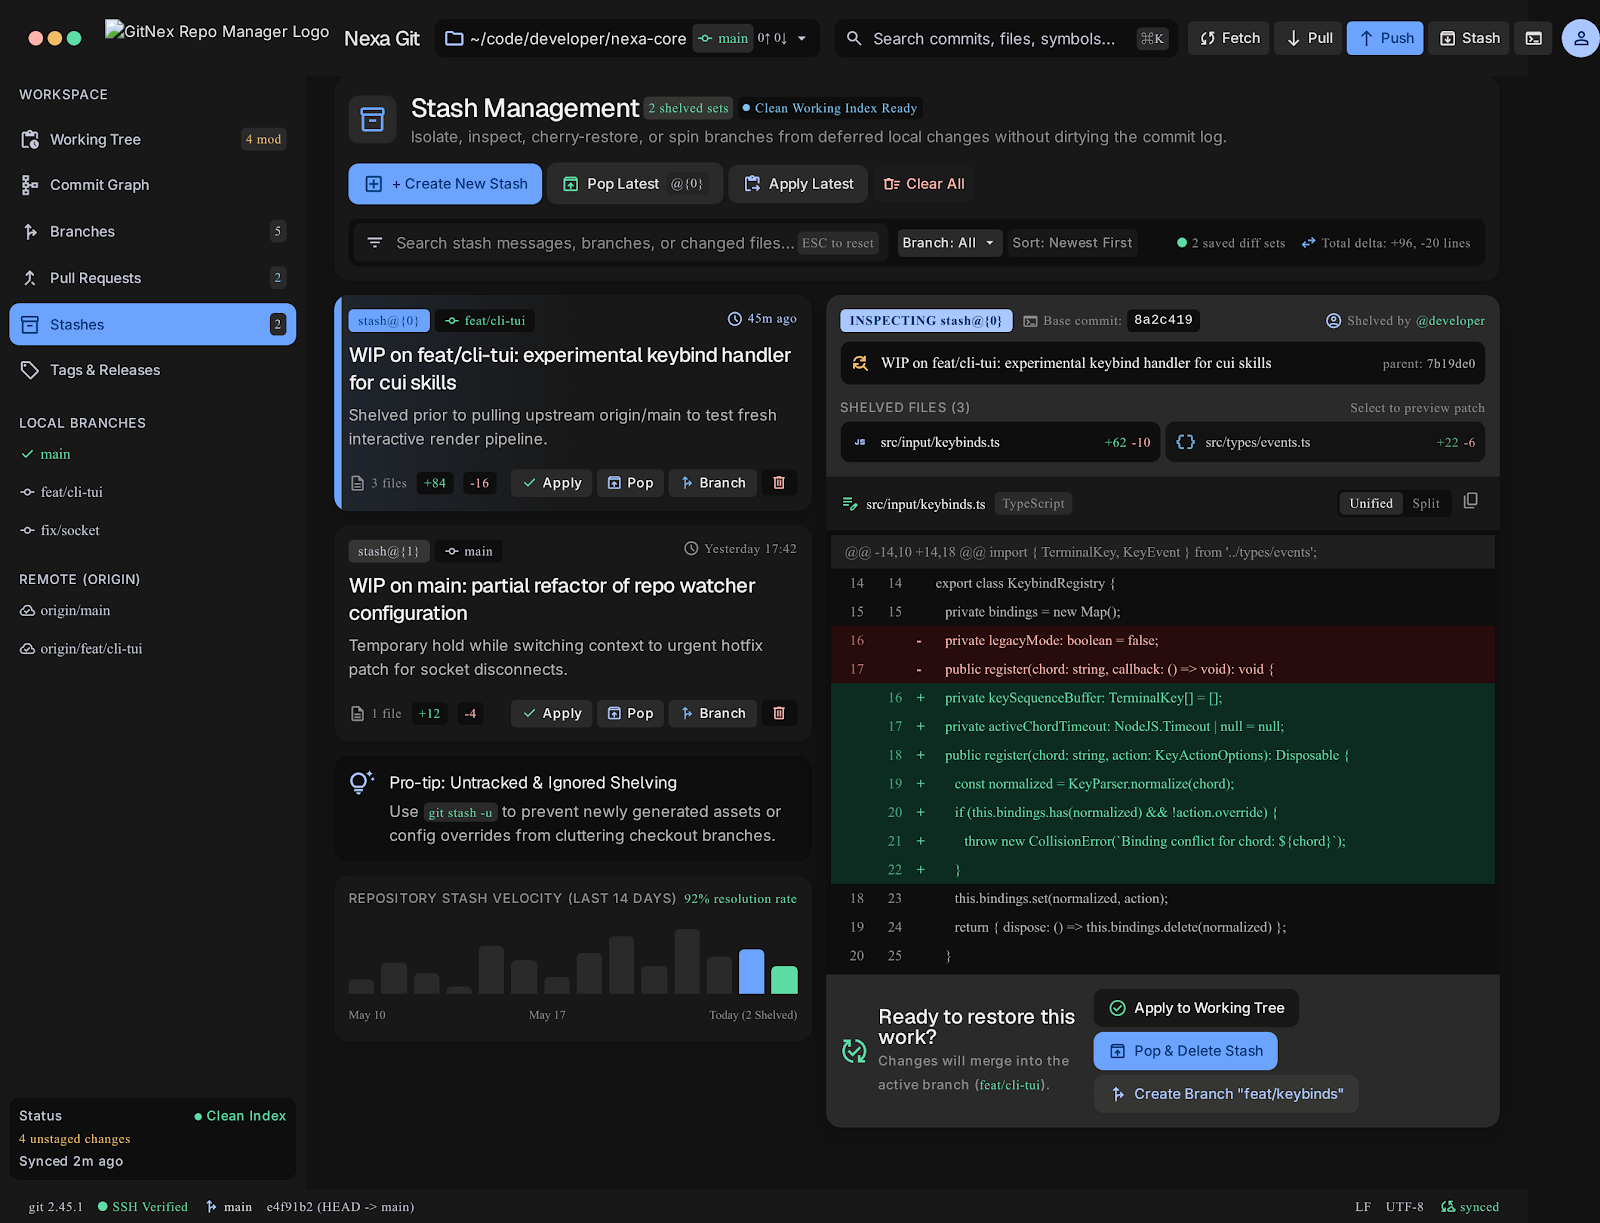 GitNex Repo Manager Logo
Nexa Git
~/code/developer/nexa-core main 0↑ 0↓
Search commits, files, symbols... ⌘K
Fetch
Pull
Push
Stash
WORKSPACE
Working Tree 4 mod
Commit Graph
Branches 5
Pull Requests 2
Stashes 2
Tags & Releases
LOCAL BRANCHES
main
feat/cli-tui
fix/socket
REMOTE (ORIGIN)
origin/main
origin/feat/cli-tui
Status Clean Index
4 unstaged changes
Synced 2m ago
Stash Management 2 shelved sets Clean Working Index Ready
Isolate, inspect, cherry-restore, or spin branches from deferred local changes without dirtying the commit log.
+ Create New Stash
Pop Latest @{0}
Apply Latest
Clear All
Search stash messages, branches, or changed files... ESC to reset
Branch: All
Sort: Newest First
2 saved diff sets
Total delta: +96, -20 lines
stash@{0} feat/cli-tui 45m ago
WIP on feat/cli-tui: experimental keybind handler
for cui skills
Shelved prior to pulling upstream origin/main to test fresh
interactive render pipeline.
3 files +84 -16 Apply Pop Branch
stash@{1} main Yesterday 17:42
WIP on main: partial refactor of repo watcher
configuration
Temporary hold while switching context to urgent hotfix
patch for socket disconnects.
1 file +12 -4 Apply Pop Branch
Pro-tip: Untracked & Ignored Shelving
Use git stash -u to prevent newly generated assets or
config overrides from cluttering checkout branches.
REPOSITORY STASH VELOCITY (LAST 14 DAYS) 92% resolution rate
May 10 May 17 Today (2 Shelved)
INSPECTING stash@{0} Base commit: 8a2c419 Shelved by @developer
WIP on feat/cli-tui: experimental keybind handler for cui skills parent: 7b19de0
SHELVED FILES (3) Select to preview patch
JS src/input/keybinds.ts +62 -10
{} src/types/events.ts +22 -6
src/input/keybinds.ts TypeScript Unified Split
@@ -14,10 +14,18 @@ import { TerminalKey, KeyEvent } from '../types/events';
14 14 export class KeybindRegistry {
15 15 private bindings = new Map();
16 - private legacyMode: boolean = false;
17 - public register(chord: string, callback: () => void): void {
16 + private keySequenceBuffer: TerminalKey[] = [];
17 + private activeChordTimeout: NodeJS.Timeout | null = null;
18 + public register(chord: string, action: KeyActionOptions): Disposable {
19 + const normalized = KeyParser.normalize(chord);
20 + if (this.bindings.has(normalized) && !action.override) {
21 + throw new CollisionError(`Binding conflict for chord: ${chord}`);
22 + }
18 23 this.bindings.set(normalized, action);
19 24 return { dispose: () => this.bindings.delete(normalized) };
20 25 }
Ready to restore this
work?
Changes will merge into the
active branch (feat/cli-tui).
Apply to Working Tree
Pop & Delete Stash
Create Branch "feat/keybinds"
git 2.45.1 SSH Verified main e4f91b2 (HEAD -> main) LF UTF-8 synced